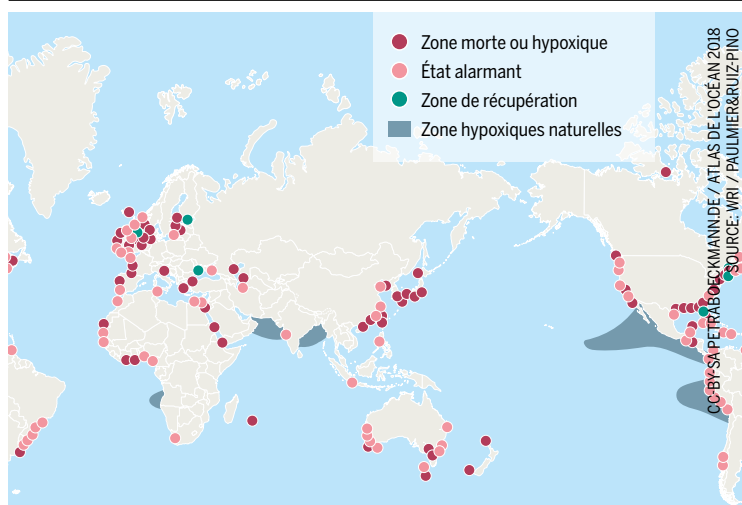 Zone morte ou hypoxique
État alarmant
Zone de récupération
Zone hypoxiques naturelles
CC-BY-SA PETRABOECKMANN.DE / ATLAS DE L'OCÉAN 2018
SOURCE: WRI / PAULMIER&RUIZ-PINO